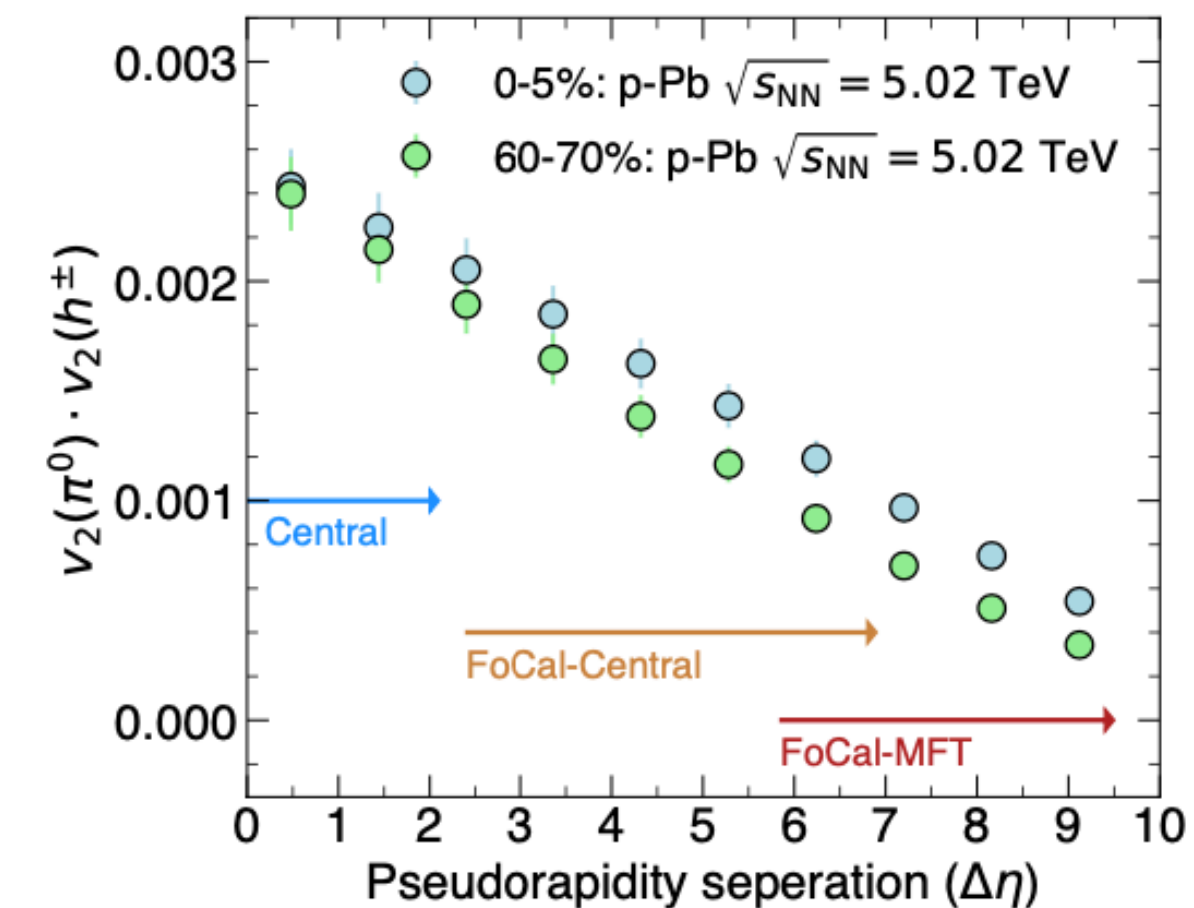 0.003
0.002
0.001
0.000
v₂(π⁰) · v₂(h±)
0-5%: p-Pb √sNN = 5.02 TeV
60-70%: p-Pb √sNN = 5.02 TeV
Central
FoCal-Central
FoCal-MFT
0 1 2 3 4 5 6 7 8 9 10
Pseudorapidity seperation (Δη)